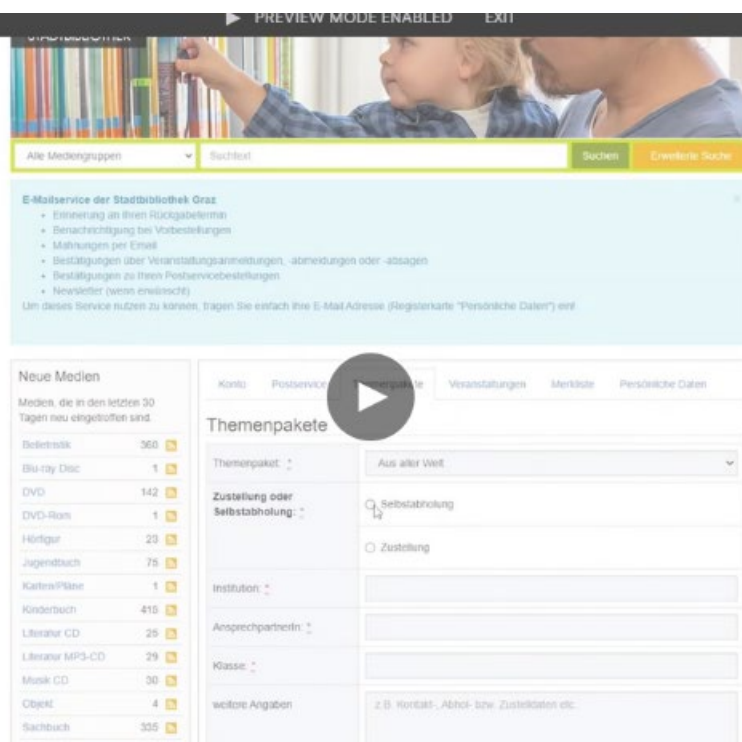 PREVIEW MODE ENABLED EXIT
STADTBIBLIOTHEK
Alle Mediengruppen
Suchtext
Suchen
Erweiterte Suche
E-Mailservice der Stadtbibliothek Graz
Erinnerung an Ihren Rückgabetermin
Benachrichtigung bei Vorbestellungen
Mahnungen per Email
Bestätigungen über Veranstaltungsanmeldungen, -abmeldungen oder -absagen
Bestätigungen zu Ihren Postservicebestellungen
Newsletter (wenn erwünscht)
Um dieses Service nutzen zu können, tragen Sie einfach Ihre E-Mail Adresse (Registerkarte "Persönliche Daten") ein!
Neue Medien
Medien, die in den letzten 30
Tagen neu eingetroffen sind.
Belletristik 360
Blu-ray Disc 1
DVD 142
DVD-Rom 1
Hörfigur 23
Jugendbuch 75
Karten/Pläne 1
Kinderbuch 415
Literatur CD 25
Literatur MP3-CD 29
Musik CD 30
Objekt 4
Sachbuch 335
Konto Postservice Themenpakete Veranstaltungen Merkliste Persönliche Daten
Themenpakete
Themenpaket: *
Aus aller Welt
Zustellung oder
Selbstabholung: *
Selbstabholung
Zustellung
Institution: *
AnsprechpartnerIn: *
Klasse: *
weitere Angaben
z.B. Kontakt-, Abhol- bzw. Zustelldaten etc.